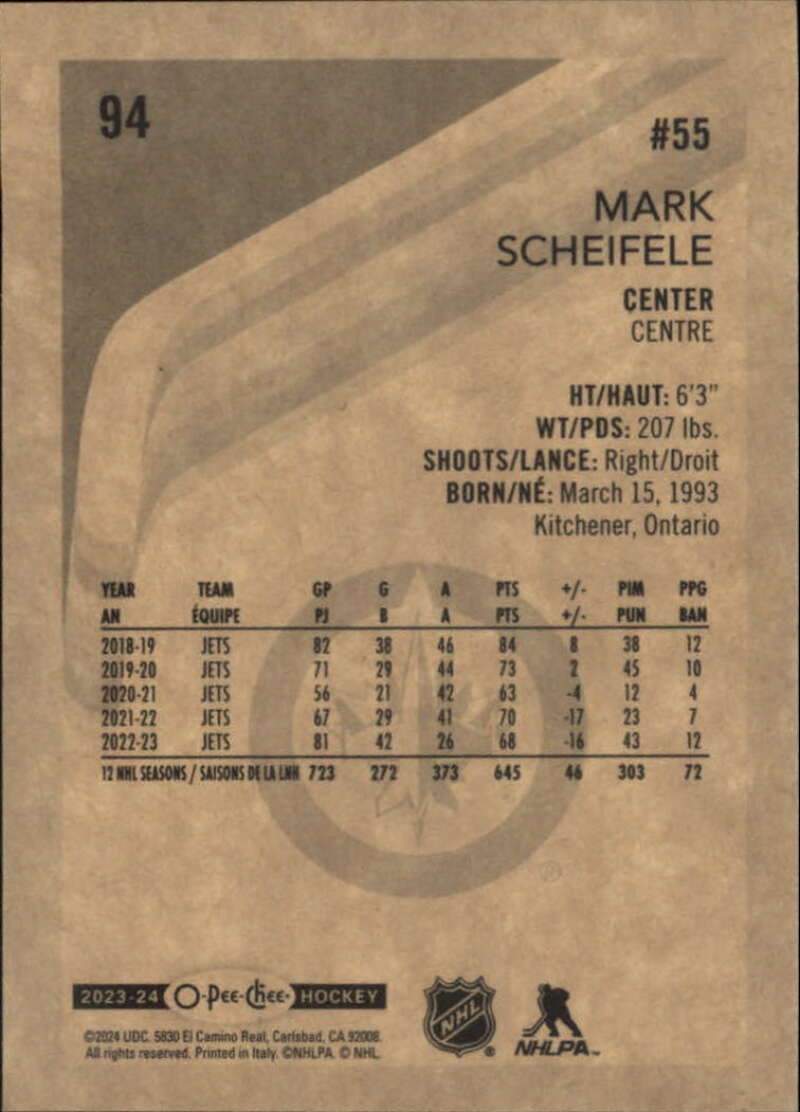 94
#55
MARK
SCHEIFELE
CENTER
CENTRE
HT/HAUT: 6'3"
WT/PDS: 207 lbs.
SHOOTS/LANCE: Right/Droit
BORN/NÉ: March 15, 1993
Kitchener, Ontario
YEAR TEAM GP G A PTS +/- PIM PPG
AN ÉQUIPE PJ B A PTS +/- PUN BAN
2018-19 JETS 82 38 46 84 8 38 12
2019-20 JETS 71 29 44 73 2 45 10
2020-21 JETS 56 21 42 63 -4 12 4
2021-22 JETS 67 29 41 70 -17 23 7
2022-23 JETS 81 42 26 68 -16 43 12
12 NHL SEASONS / SAISONS DE LA LNH 723 272 373 645 46 303 72
2023-24 O-Pee-Chee HOCKEY
©2024 UDC. 5830 El Camino Real, Carlsbad, CA 92008.
All rights reserved. Printed in Italy. ©NHLPA. © NHL.
NHL ®
NHLPA™
®